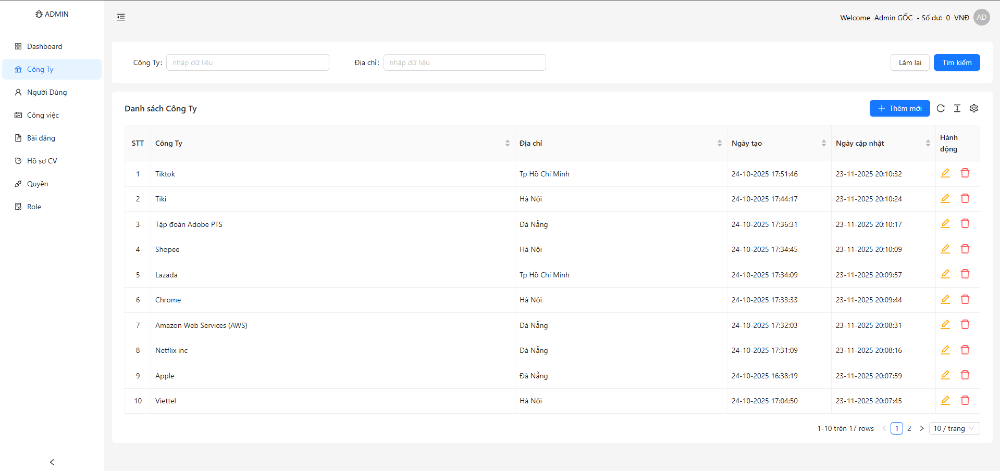 ADMIN
Welcome Admin GỐC - Số dư: 0 VNĐ AD
Dashboard
Công Ty
Người Dùng
Công việc
Bài đăng
Hồ sơ CV
Quyền
Role
Công Ty: nhập dữ liệu Địa chỉ: nhập dữ liệu Làm lại Tìm kiếm
Danh sách Công Ty Thêm mới
STT Công Ty Địa chỉ Ngày tạo Ngày cập nhật Hành động
1 Tiktok Tp Hồ Chí Minh 24-10-2025 17:51:46 23-11-2025 20:10:32
2 Tiki Hà Nội 24-10-2025 17:44:17 23-11-2025 20:10:24
3 Tập đoàn Adobe PTS Đà Nẵng 24-10-2025 17:36:31 23-11-2025 20:10:17
4 Shopee Hà Nội 24-10-2025 17:34:45 23-11-2025 20:10:09
5 Lazada Tp Hồ Chí Minh 24-10-2025 17:34:09 23-11-2025 20:09:57
6 Chrome Hà Nội 24-10-2025 17:33:33 23-11-2025 20:09:44
7 Amazon Web Services (AWS) Đà Nẵng 24-10-2025 17:32:03 23-11-2025 20:08:31
8 Netflix inc Đà Nẵng 24-10-2025 17:31:09 23-11-2025 20:08:16
9 Apple Đà Nẵng 24-10-2025 16:38:19 23-11-2025 20:07:59
10 Viettel Hà Nội 24-10-2025 17:04:50 23-11-2025 20:07:45
1-10 trên 17 rows 1 2 10 / trang